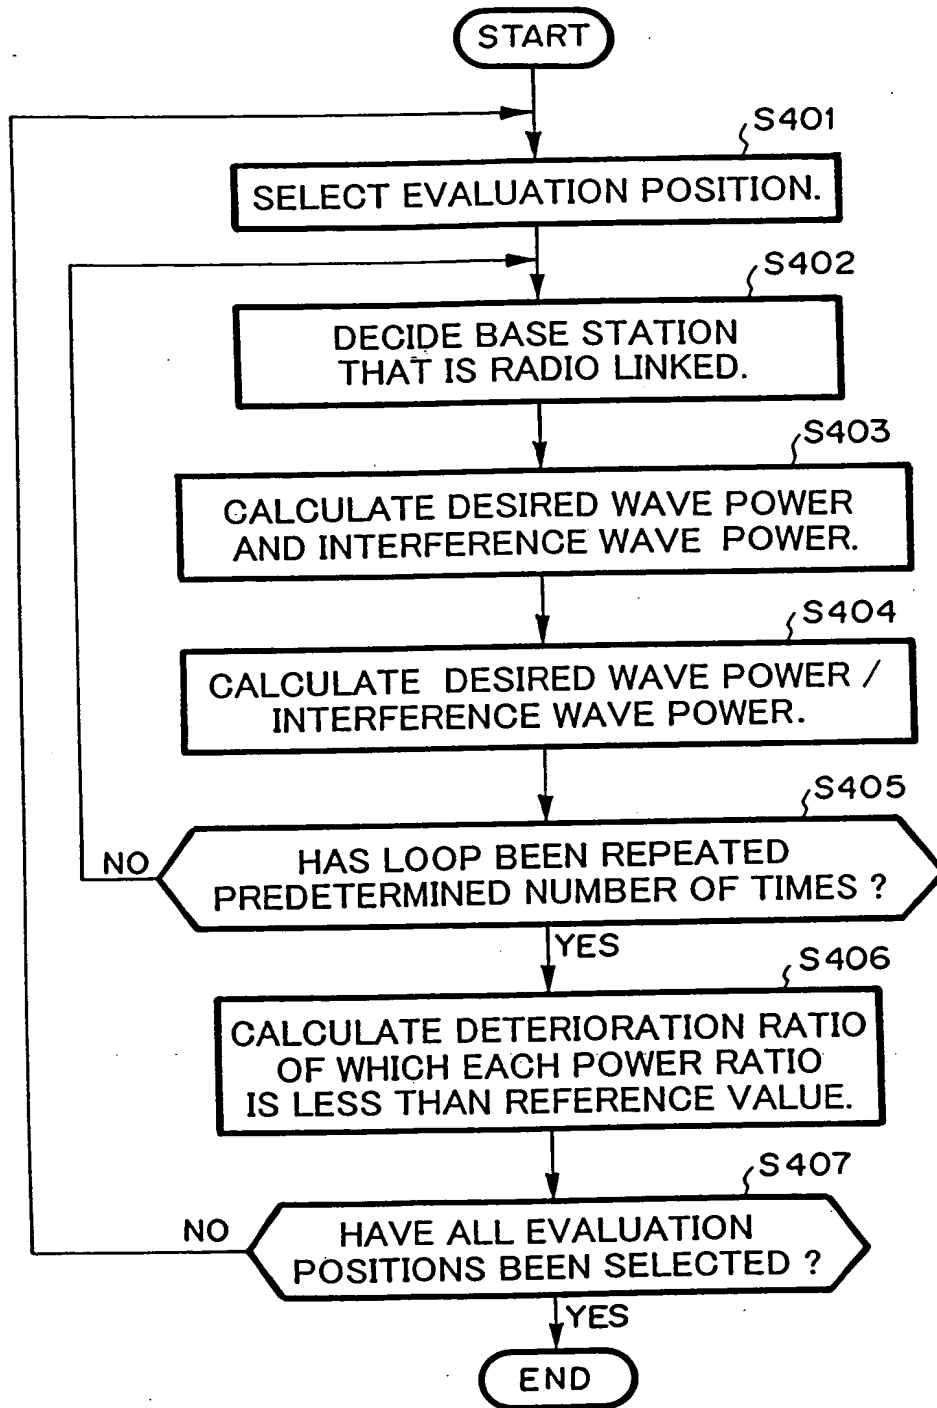 START
S401
SELECT EVALUATION POSITION.
S402
DECIDE BASE STATION
THAT IS RADIO LINKED.
S403
CALCULATE DESIRED WAVE POWER
AND INTERFERENCE WAVE POWER.
S404
CALCULATE DESIRED WAVE POWER /
INTERFERENCE WAVE POWER.
S405
NO
HAS LOOP BEEN REPEATED
PREDETERMINED NUMBER OF TIMES ?
YES
S406
CALCULATE DETERIORATION RATIO
OF WHICH EACH POWER RATIO
IS LESS THAN REFERENCE VALUE.
S407
NO
HAVE ALL EVALUATION
POSITIONS BEEN SELECTED ?
YES
END